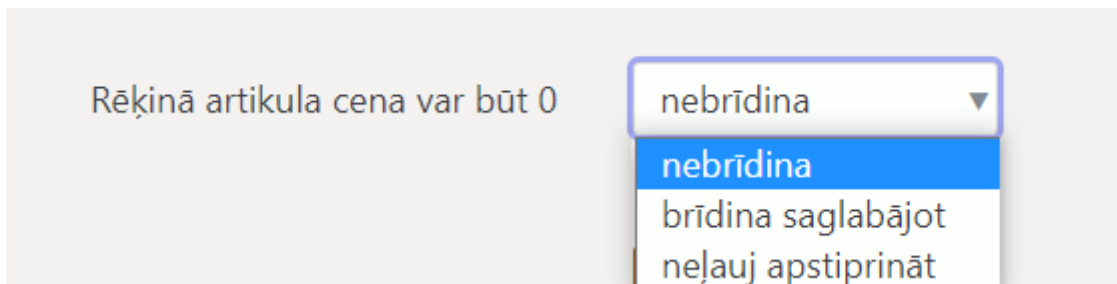 Rēķinā artikula cena var būt 0 nebrīdina
nebrīdina
brīdina saglabājot
neļauj apstiprināt